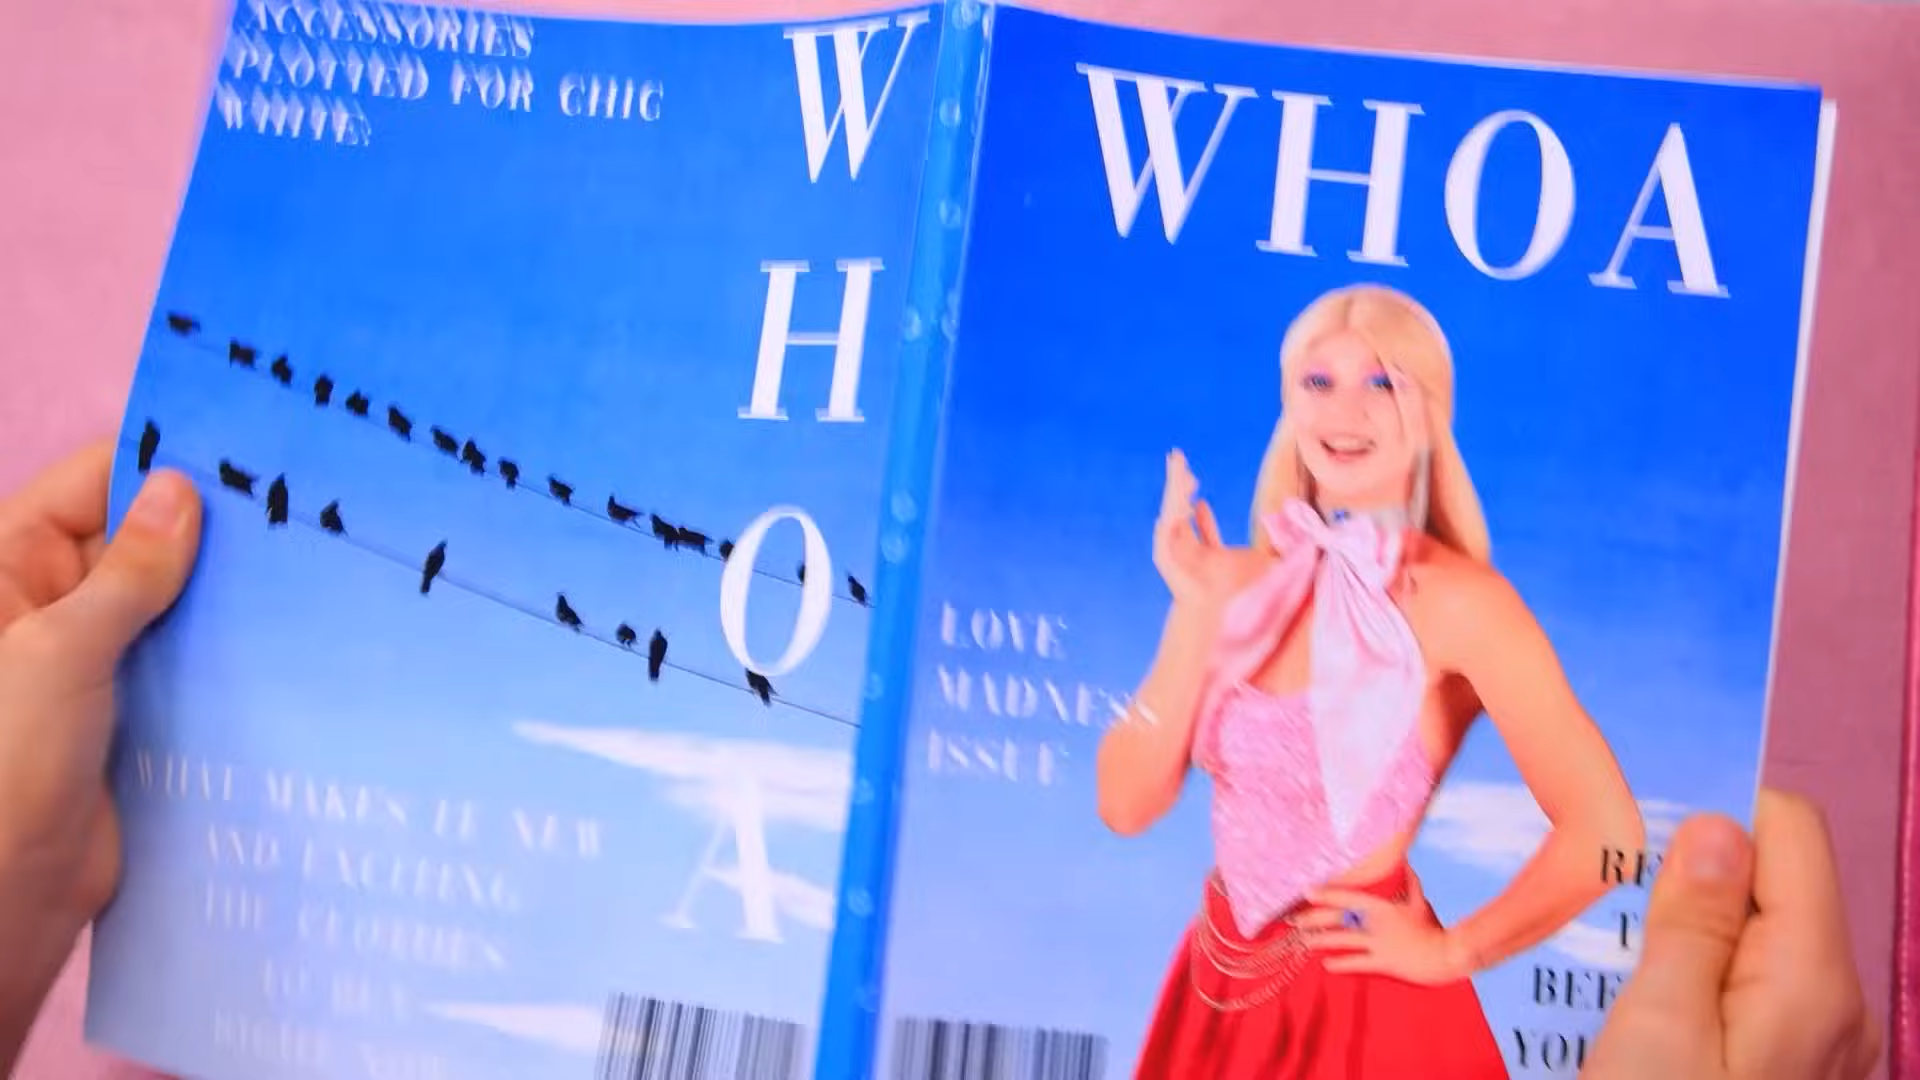 ACCESSORIES
PLOTTED FOR CHIC
WHITE
W
H
O
A
WHAT MAKES IT NEW
AND EXCITING
THE CLOTHES
TO BUY
RIGHT NOW
WHOA
LOVE
MADNESS
ISSUE
RE
T
BEE
YOU